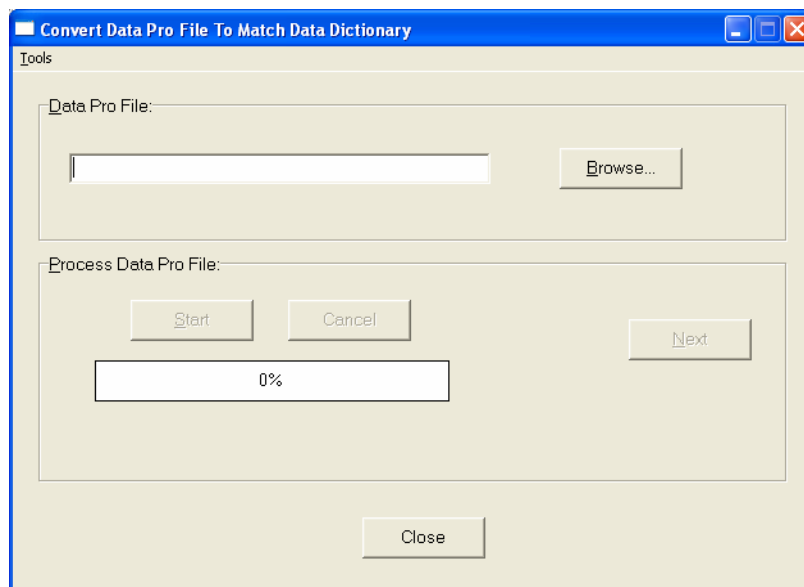 Convert Data Pro File To Match Data Dictionary
Tools
Data Pro File:
Browse...
Process Data Pro File:
Start Cancel
Next
0%
Close